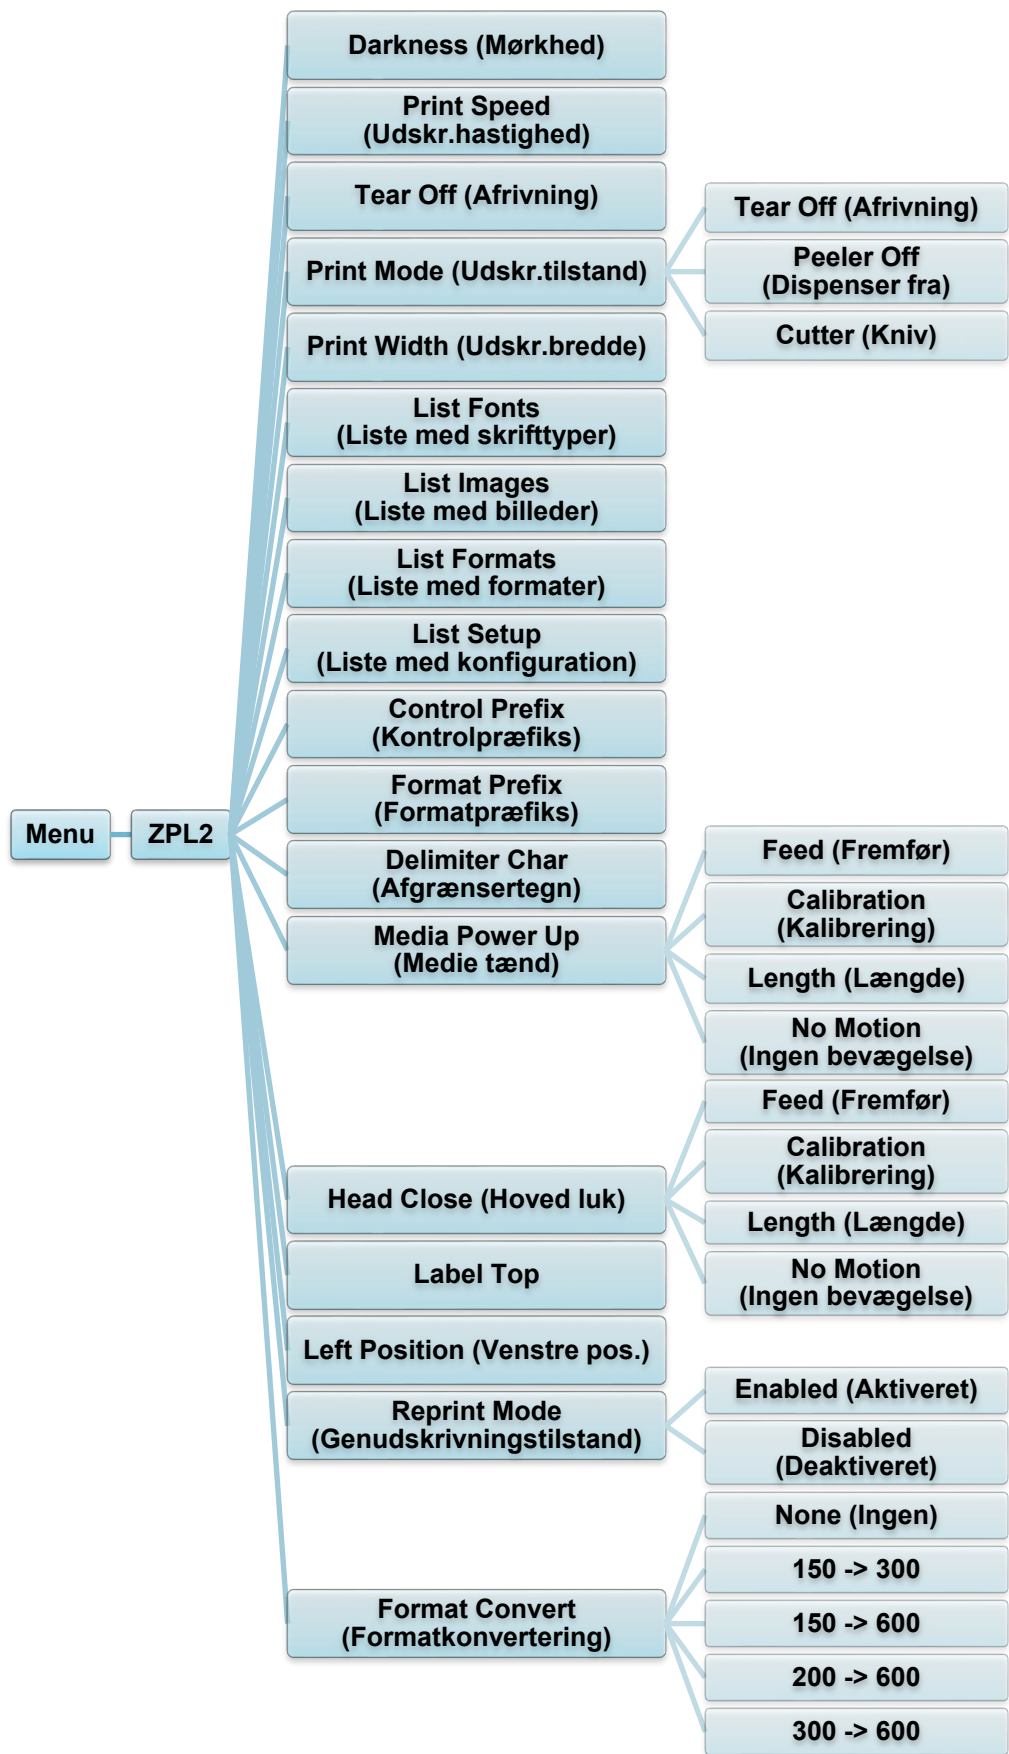 Menu
ZPL2
Darkness (Mørkhed)
Print Speed
(Udskr.hastighed)
Tear Off (Afrivning)
Print Mode (Udskr.tilstand)
Tear Off (Afrivning)
Peeler Off
(Dispenser fra)
Cutter (Kniv)
Print Width (Udskr.bredde)
List Fonts
(Liste med skrifttyper)
List Images
(Liste med billeder)
List Formats
(Liste med formater)
List Setup
(Liste med konfiguration)
Control Prefix
(Kontrolpræfiks)
Format Prefix
(Formatpræfiks)
Delimiter Char
(Afgrænsertegn)
Media Power Up
(Medie tænd)
Feed (Fremfør)
Calibration
(Kalibrering)
Length (Længde)
No Motion
(Ingen bevægelse)
Head Close (Hoved luk)
Feed (Fremfør)
Calibration
(Kalibrering)
Length (Længde)
No Motion
(Ingen bevægelse)
Label Top
Left Position (Venstre pos.)
Reprint Mode
(Genudskrivningstilstand)
Enabled (Aktiveret)
Disabled
(Deaktiveret)
Format Convert
(Formatkonvertering)
None (Ingen)
150 -> 300
150 -> 600
200 -> 600
300 -> 600